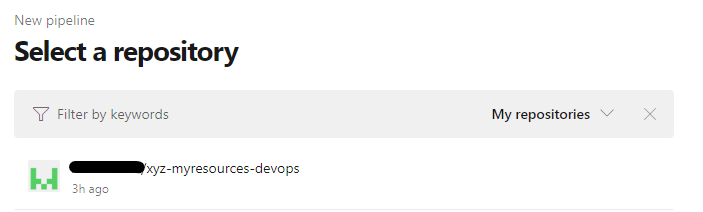 New pipeline
Select a repository
Filter by keywords My repositories
/xyz-myresources-devops
3h ago